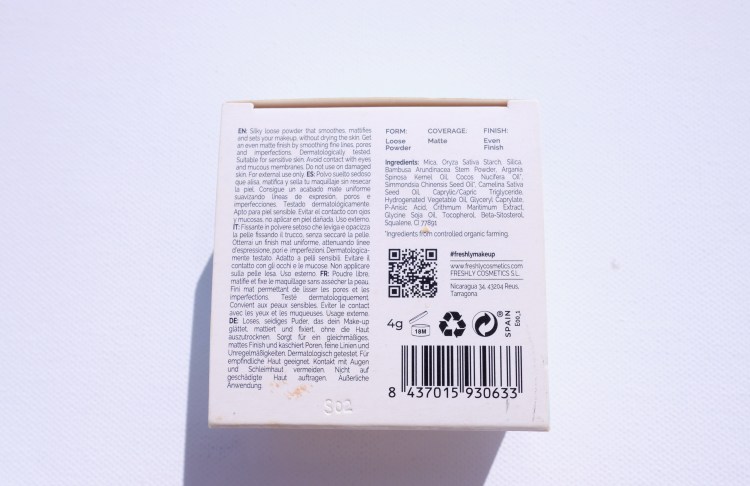 EN: Silky loose powder that smoothes, mattifies
and sets your makeup, without drying the skin. Get
an even matte finish by smoothing fine lines, pores
and imperfections. Dermatologically tested.
Suitable for sensitive skin. Avoid contact with eyes
and mucous membranes. Do not use on damaged
skin. For external use only. ES: Polvo suelto sedoso
que alisa, matifica y sella tu maquillaje sin resecar
la piel. Consigue un acabado mate uniforme
suavizando líneas de expresión, poros e
imperfecciones. Testado dermatológicamente.
Apto para piel sensible. Evitar el contacto con ojos
y mucosas, no aplicar en piel dañada. Uso externo.
IT: Fissante in polvere setoso che leviga e opacizza
la pelle fissando il trucco, senza seccare la pelle.
Otterrai un finish mat uniforme, attenuando linee
d'espressione, pori e imperfezioni. Dermatologica-
mente testato. Adatto a pelli sensibili. Evitare il
contatto con gli occhi e le mucose. Non applicare
sulla pelle lesa. Uso esterno. FR: Poudre libre,
matifie et fixe le maquillage sans assécher la peau.
Fini mat permettant de lisser les pores et les
imperfections. Testé dermatologiquement.
Convient aux peaux sensibles. Éviter le contact
avec les yeux et les muqueuses. Usage externe.
DE: Loses, seidiges Puder, das dein Make-up
glättet, mattiert und fixiert, ohne die Haut
auszutrocknen. Sorgt für ein gleichmäßiges,
mattes Finish und kaschiert Poren, feine Linien und
Unregelmäßigkeiten. Dermatologisch getestet. Für
empfindliche Haut geeignet. Kontakt mit Augen
und Schleimhaut vermeiden. Nicht auf
geschädigte Haut auftragen. Äußerliche
Anwendung.
FORM: COVERAGE: FINISH:
Loose Matte Even
Powder Finish
Ingredients: Mica, Oryza Sativa Starch, Silica,
Bambusa Arundinacea Stem Powder, Argania
Spinosa Kernel Oil, Cocos Nucifera Oil*,
Simmondsia Chinensis Seed Oil*, Camelina Sativa
Seed Oil, Caprylic/Capric Triglyceride,
Hydrogenated Vegetable Oil, Glyceryl Caprylate,
P-Anisic Acid, Crithmum Maritimum Extract,
Glycine Soja Oil, Tocopherol, Beta-Sitosterol,
Squalene, CI 77891
*Ingredients from controlled organic farming.
#freshlymakeup
www.freshlycosmetics.com
FRESHLY COSMETICS S.L.
Nicaragua 34, 43204 Reus,
Tarragona
4g
18M
SPAIN
E00_1
8 437015 930633
S02